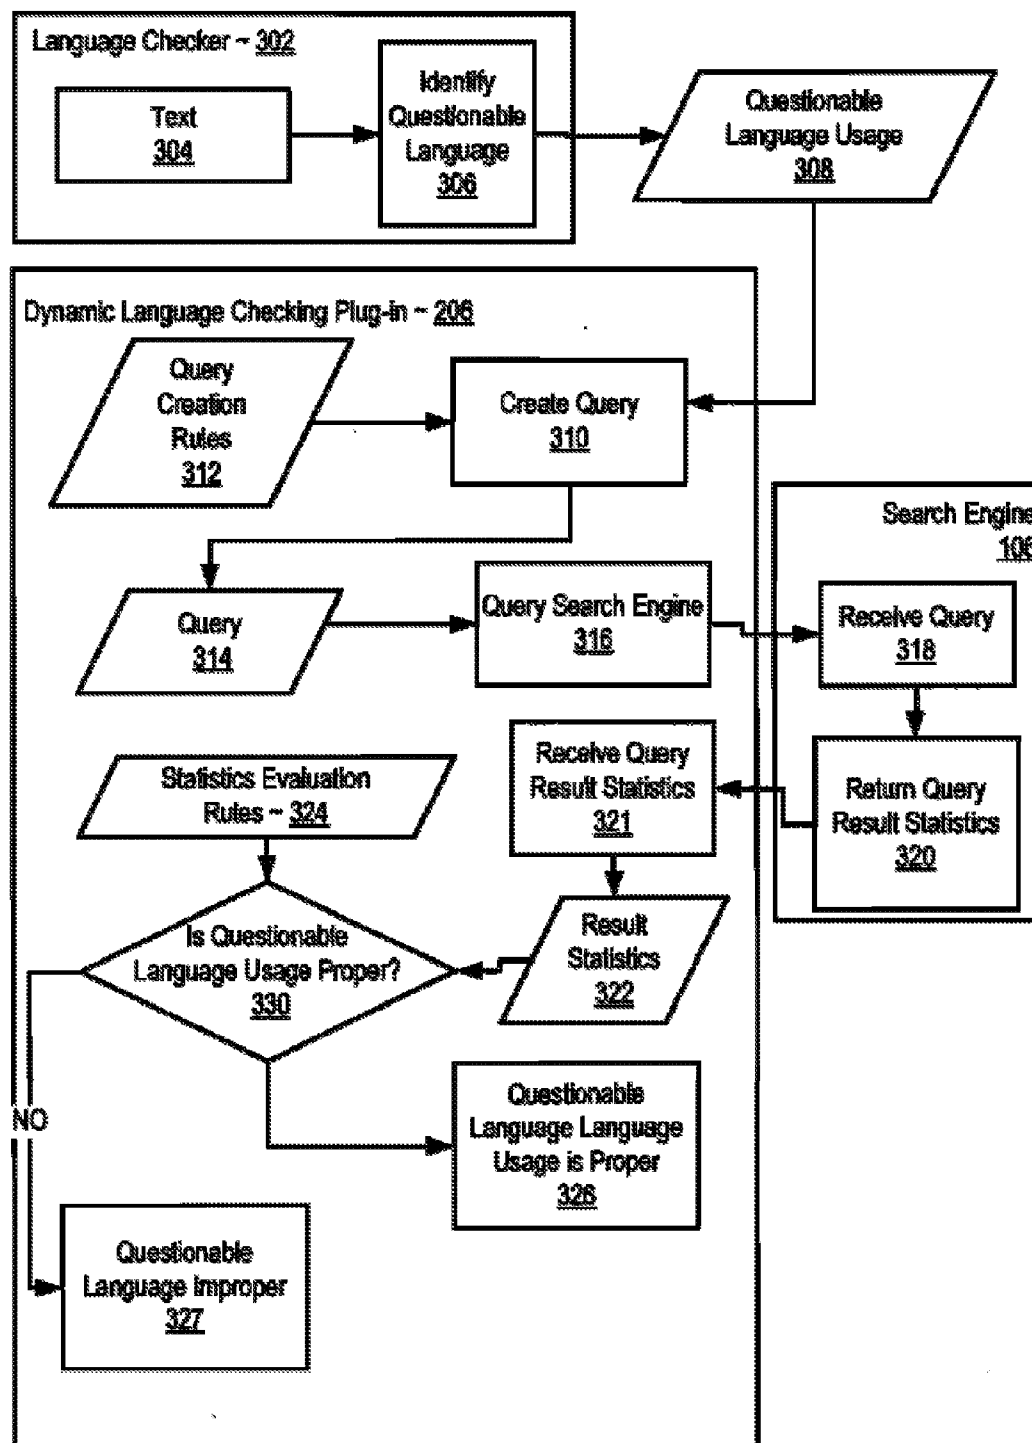 Language Checker ~ 302
Text
304
Identify
Questionable
Language
306
Questionable
Language Usage
308
Dynamic Language Checking Plug-in ~ 206
Query
Creation
Rules
312
Create Query
310
Search Engine
106
Query
314
Query Search Engine
316
Receive Query
318
Statistics Evaluation
Rules ~ 324
Receive Query
Result Statistics
321
Return Query
Result Statistics
320
Is Questionable
Language Usage Proper?
330
Result
Statistics
322
NO
Questionable
Language Language
Usage is Proper
326
Questionable
Language Improper
327